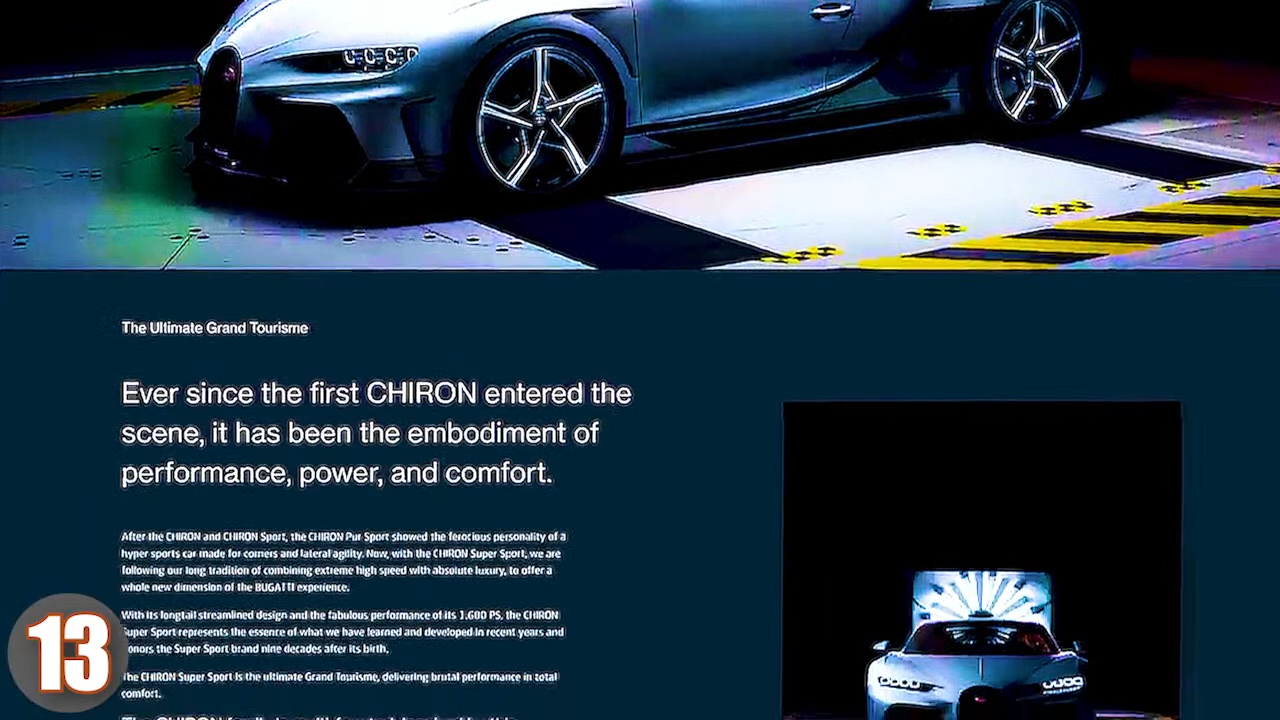 The Ultimate Grand Tourisme
Ever since the first CHIRON entered the
scene, it has been the embodiment of
performance, power, and comfort.
After the CHIRON and CHIRON Sport, the CHIRON Pur Sport showed the ferocious personality of a
hyper sports car made for corners and lateral agility. Now, with the CHIRON Super Sport, we are
following our long tradition of combining extreme high speed with absolute luxury, to offer a
whole new dimension of the BUGATTI experience.
With its longtail streamlined design and the fabulous performance of its 1.600 PS, the CHIRON
Super Sport represents the essence of what we have learned and developed in recent years and
honors the Super Sport brand nine decades after its birth.
The CHIRON Super Sport is the ultimate Grand Tourisme, delivering brutal performance in total
comfort.
13